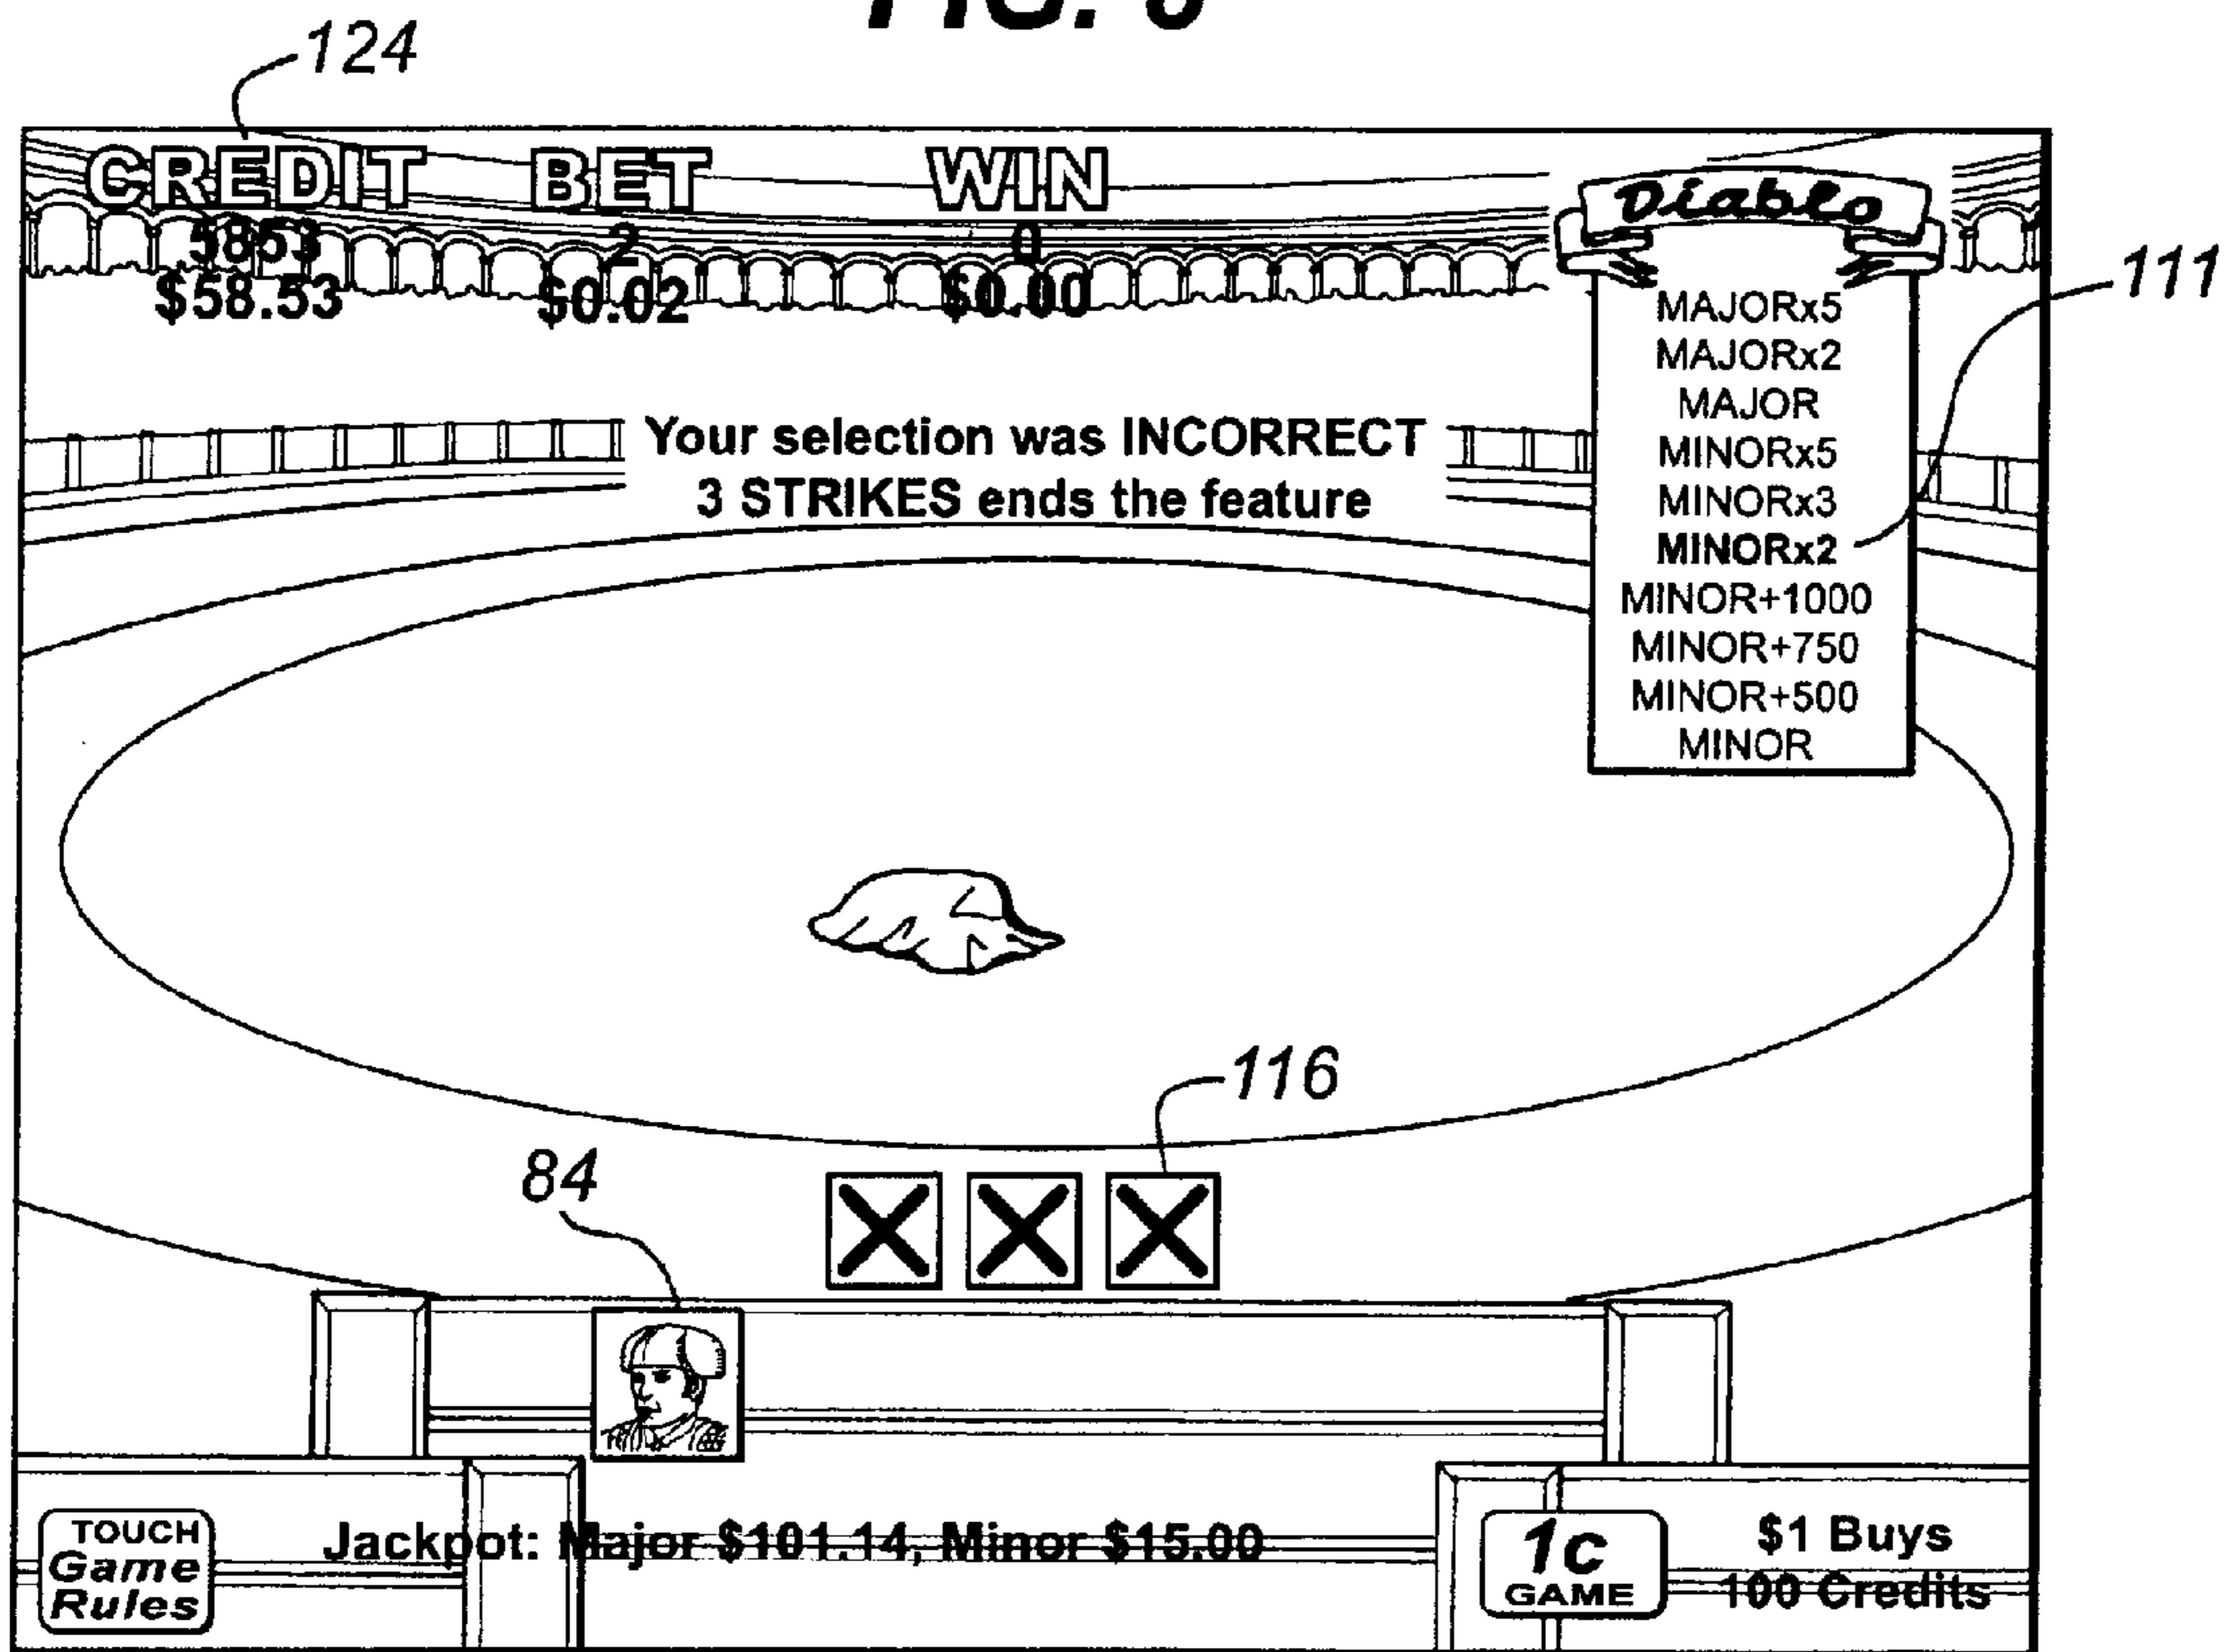 124
CREDIT BET WIN
5853 2 0
$58.53 $0.02 $0.00
Diablo
111
MAJORx5
MAJORx2
MAJOR
MINORx5
MINORx3
MINORx2
MINOR+1000
MINOR+750
MINOR+500
MINOR
Your selection was INCORRECT
3 STRIKES ends the feature
116
84
TOUCH
Game
Rules
Jackpot: Major $101.14, Minor $15.00
1c
GAME
$1 Buys
100 Credits